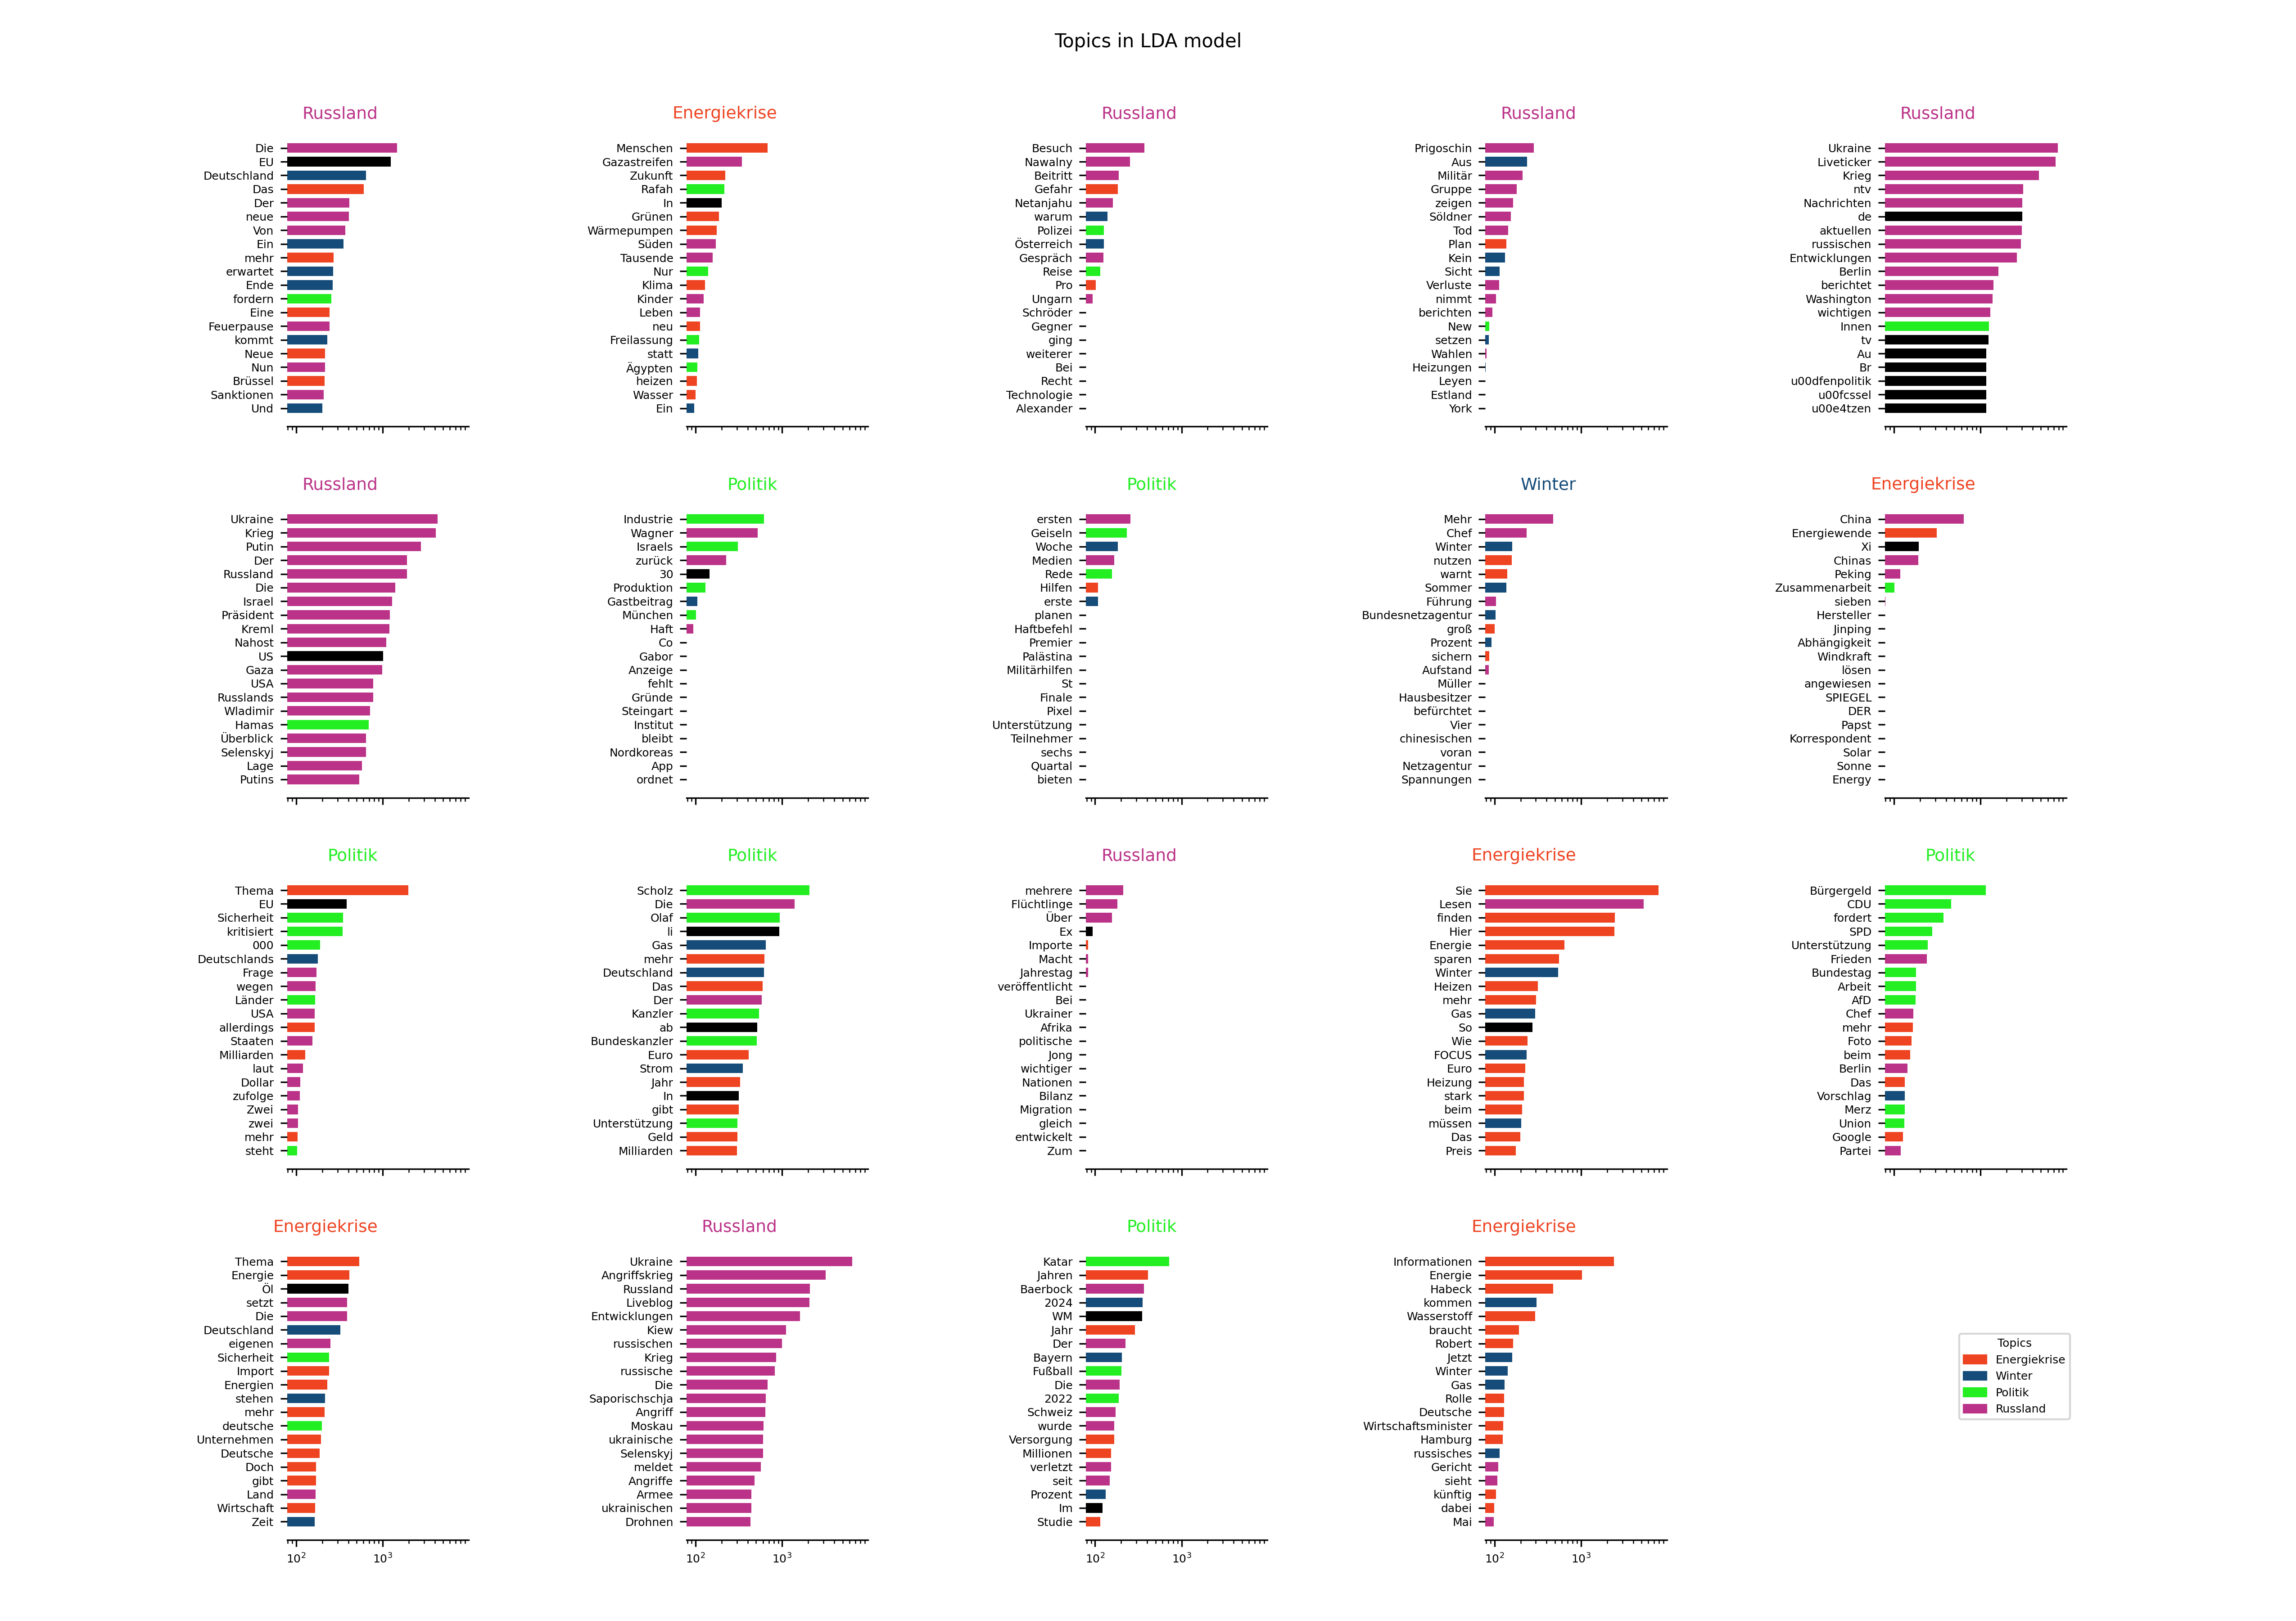 Topics in LDA model
Russland
Die
EU
Deutschland
Das
Der
neue
Von
Ein
mehr
erwartet
Ende
fordern
Eine
Feuerpause
kommt
Neue
Nun
Brüssel
Sanktionen
Und
Energiekrise
Menschen
Gazastreifen
Zukunft
Rafah
In
Grünen
Wärmepumpen
Süden
Tausende
Nur
Klima
Kinder
Leben
neu
Freilassung
statt
Ägypten
heizen
Wasser
Ein
Russland
Besuch
Nawalny
Beitritt
Gefahr
Netanjahu
warum
Polizei
Österreich
Gespräch
Reise
Pro
Ungarn
Schröder
Gegner
ging
weiterer
Bei
Recht
Technologie
Alexander
Russland
Prigoschin
Aus
Militär
Gruppe
zeigen
Söldner
Tod
Plan
Kein
Sicht
Verluste
nimmt
berichten
New
setzen
Wahlen
Heizungen
Leyen
Estland
York
Russland
Ukraine
Liveticker
Krieg
ntv
Nachrichten
de
aktuellen
russischen
Entwicklungen
Berlin
berichtet
Washington
wichtigen
Innen
tv
Au
Br
u00dfenpolitik
u00fcssel
u00e4tzen
Russland
Ukraine
Krieg
Putin
Der
Russland
Die
Israel
Präsident
Kreml
Nahost
US
Gaza
USA
Russlands
Wladimir
Hamas
Überblick
Selenskyj
Lage
Putins
Politik
Industrie
Wagner
Israels
zurück
30
Produktion
Gastbeitrag
München
Haft
Co
Gabor
Anzeige
fehlt
Gründe
Steingart
Institut
bleibt
Nordkoreas
App
ordnet
Politik
ersten
Geiseln
Woche
Medien
Rede
Hilfen
erste
planen
Haftbefehl
Premier
Palästina
Militärhilfen
St
Finale
Pixel
Unterstützung
Teilnehmer
sechs
Quartal
bieten
Winter
Mehr
Chef
Winter
nutzen
warnt
Sommer
Führung
Bundesnetzagentur
groß
Prozent
sichern
Aufstand
Müller
Hausbesitzer
befürchtet
Vier
chinesischen
voran
Netzagentur
Spannungen
Energiekrise
China
Energiewende
Xi
Chinas
Peking
Zusammenarbeit
sieben
Hersteller
Jinping
Abhängigkeit
Windkraft
lösen
angewiesen
SPIEGEL
DER
Papst
Korrespondent
Solar
Sonne
Energy
Politik
Thema
EU
Sicherheit
kritisiert
000
Deutschlands
Frage
wegen
Länder
USA
allerdings
Staaten
Milliarden
laut
Dollar
zufolge
Zwei
zwei
mehr
steht
Politik
Scholz
Die
Olaf
li
Gas
mehr
Deutschland
Das
Der
Kanzler
ab
Bundeskanzler
Euro
Strom
Jahr
In
gibt
Unterstützung
Geld
Milliarden
Russland
mehrere
Flüchtlinge
Über
Ex
Importe
Macht
Jahrestag
veröffentlicht
Bei
Ukrainer
Afrika
politische
Jong
wichtiger
Nationen
Bilanz
Migration
gleich
entwickelt
Zum
Energiekrise
Sie
Lesen
finden
Hier
Energie
sparen
Winter
Heizen
mehr
Gas
So
Wie
FOCUS
Euro
Heizung
stark
beim
müssen
Das
Preis
Politik
Bürgergeld
CDU
fordert
SPD
Unterstützung
Frieden
Bundestag
Arbeit
AfD
Chef
mehr
Foto
beim
Berlin
Das
Vorschlag
Merz
Union
Google
Partei
Energiekrise
Thema
Energie
Öl
setzt
Die
Deutschland
eigenen
Sicherheit
Import
Energien
stehen
mehr
deutsche
Unternehmen
Deutsche
Doch
gibt
Land
Wirtschaft
Zeit
10² 10³
Russland
Ukraine
Angriffskrieg
Russland
Liveblog
Entwicklungen
Kiew
russischen
Krieg
russische
Die
Saporischschja
Angriff
Moskau
ukrainische
Selenskyj
meldet
Angriffe
Armee
ukrainischen
Drohnen
10² 10³
Politik
Katar
Jahren
Baerbock
2024
WM
Jahr
Der
Bayern
Fußball
Die
2022
Schweiz
wurde
Versorgung
Millionen
verletzt
seit
Prozent
Im
Studie
10² 10³
Energiekrise
Informationen
Energie
Habeck
kommen
Wasserstoff
braucht
Robert
Jetzt
Winter
Gas
Rolle
Deutsche
Wirtschaftsminister
Hamburg
russisches
Gericht
sieht
künftig
dabei
Mai
10² 10³
Topics
Energiekrise
Winter
Politik
Russland